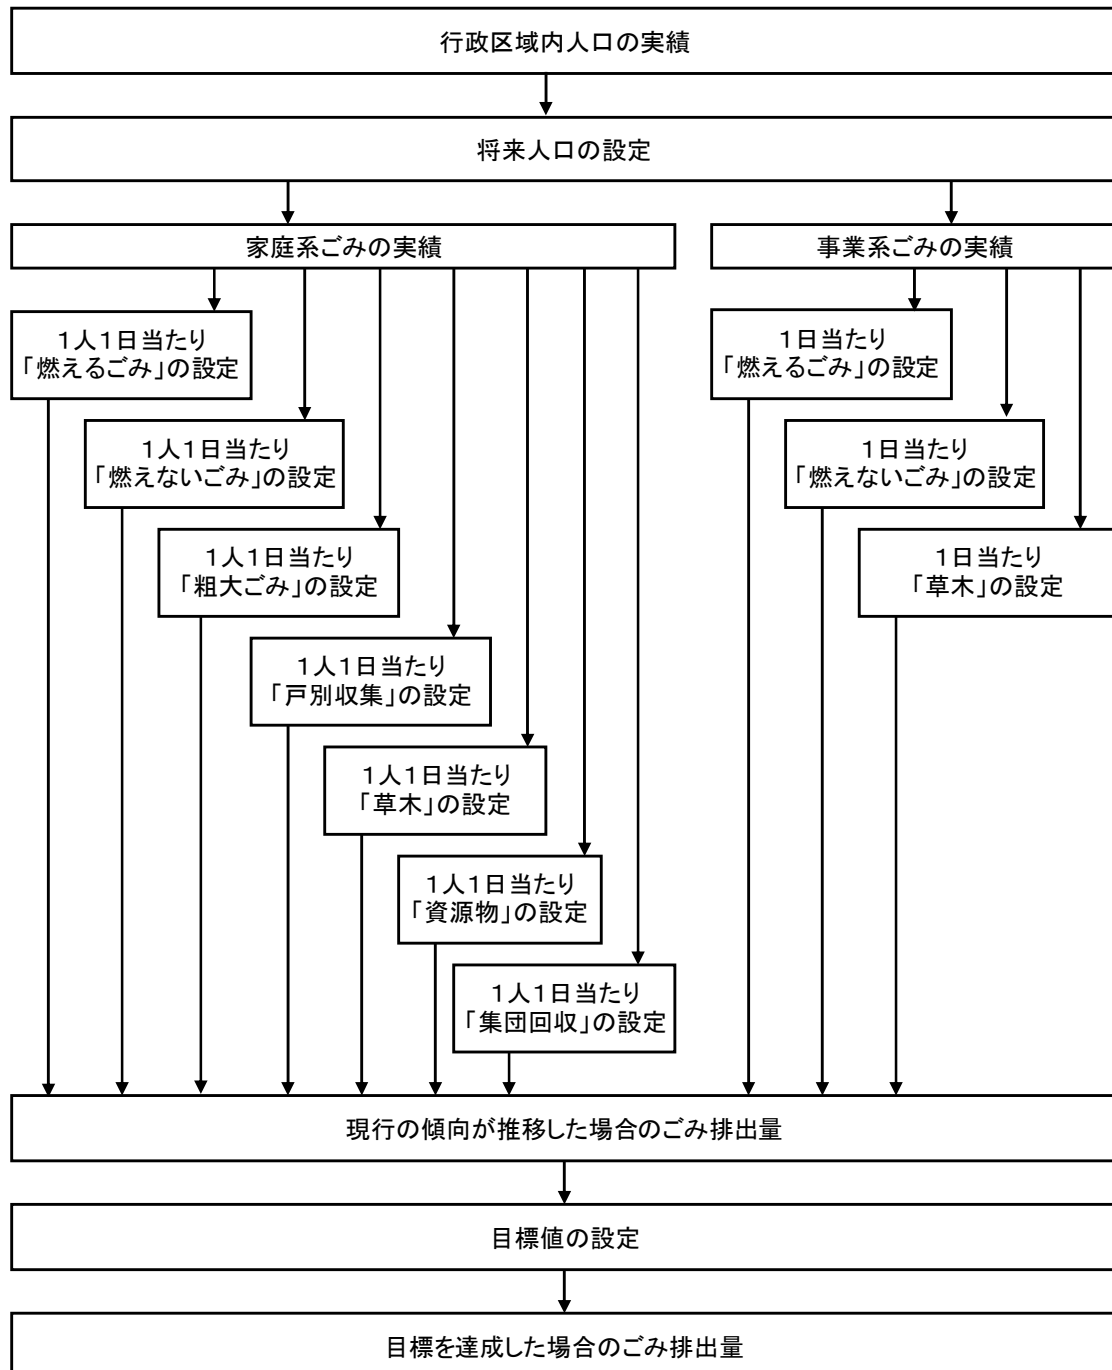 行政区域内人口の実績
将来人口の設定
家庭系ごみの実績
事業系ごみの実績
1人1日当たり
「燃えるごみ」の設定
1日当たり
「燃えるごみ」の設定
1人1日当たり
「燃えないごみ」の設定
1日当たり
「燃えないごみ」の設定
1人1日当たり
「粗大ごみ」の設定
1日当たり
「草木」の設定
1人1日当たり
「戸別収集」の設定
1人1日当たり
「草木」の設定
1人1日当たり
「資源物」の設定
1人1日当たり
「集団回収」の設定
現行の傾向が推移した場合のごみ排出量
目標値の設定
目標を達成した場合のごみ排出量